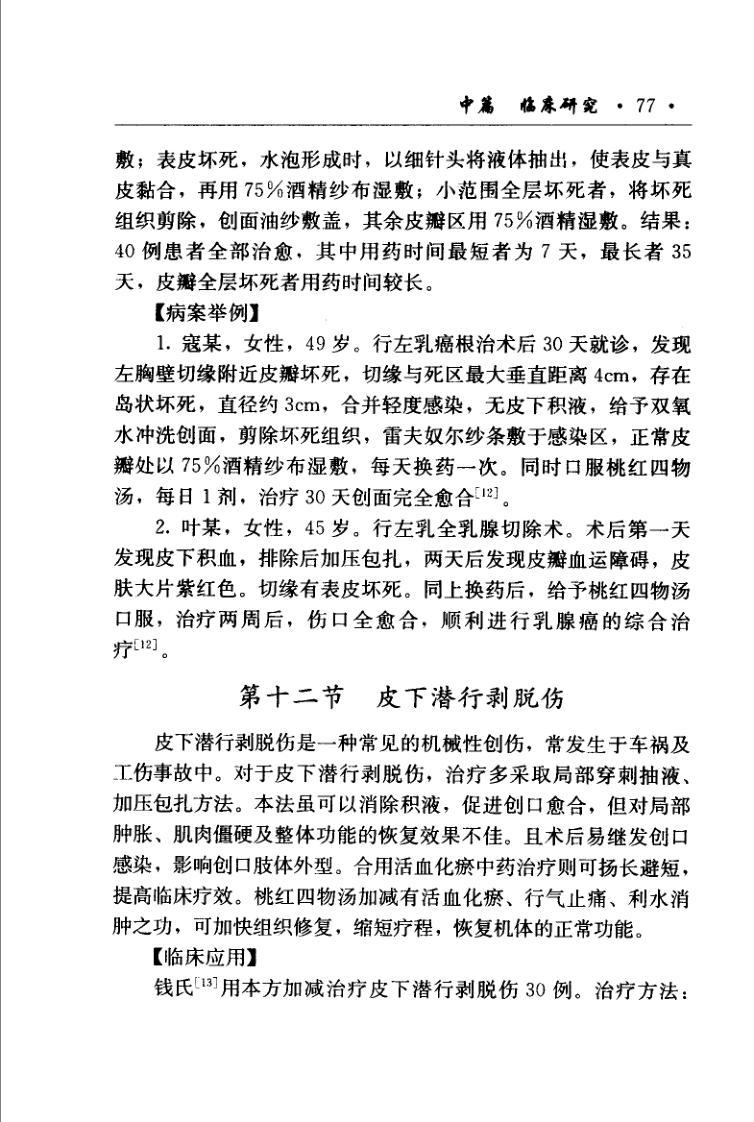 中篇 临床研究 · 77 ·
敷；表皮坏死，水泡形成时，以细针头将液体抽出，使表皮与真
皮黏合，再用 75%酒精纱布湿敷；小范围全层坏死者，将坏死
组织剪除，创面油纱敷盖，其余皮瓣区用 75%酒精湿敷。结果：
40 例患者全部治愈，其中用药时间最短者为 7 天，最长者 35
天，皮瓣全层坏死者用药时间较长。
【病案举例】
1. 寇某，女性，49 岁。行左乳癌根治术后 30 天就诊，发现
左胸壁切缘附近皮瓣坏死，切缘与死区最大垂直距离 4cm，存在
岛状坏死，直径约 3cm，合并轻度感染，无皮下积液，给予双氧
水冲洗创面，剪除坏死组织，雷夫奴尔纱条敷于感染区，正常皮
瓣处以 75%酒精纱布湿敷，每天换药一次。同时口服桃红四物
汤，每日 1 剂，治疗 30 天创面完全愈合[12]。
2. 叶某，女性，45 岁。行左乳全乳腺切除术。术后第一天
发现皮下积血，排除后加压包扎，两天后发现皮瓣血运障碍，皮
肤大片紫红色。切缘有表皮坏死。同上换药后，给予桃红四物汤
口服，治疗两周后，伤口全愈合，顺利进行乳腺癌的综合治
疗[12]。
第十二节 皮下潜行剥脱伤
皮下潜行剥脱伤是一种常见的机械性创伤，常发生于车祸及
工伤事故中。对于皮下潜行剥脱伤，治疗多采取局部穿刺抽液、
加压包扎方法。本法虽可以消除积液，促进创口愈合，但对局部
肿胀、肌肉僵硬及整体功能的恢复效果不佳。且术后易继发创口
感染，影响创口肢体外型。合用活血化瘀中药治疗则可扬长避短，
提高临床疗效。桃红四物汤加减有活血化瘀、行气止痛、利水消
肿之功，可加快组织修复，缩短疗程，恢复机体的正常功能。
【临床应用】
钱氏[13]用本方加减治疗皮下潜行剥脱伤 30 例。治疗方法：